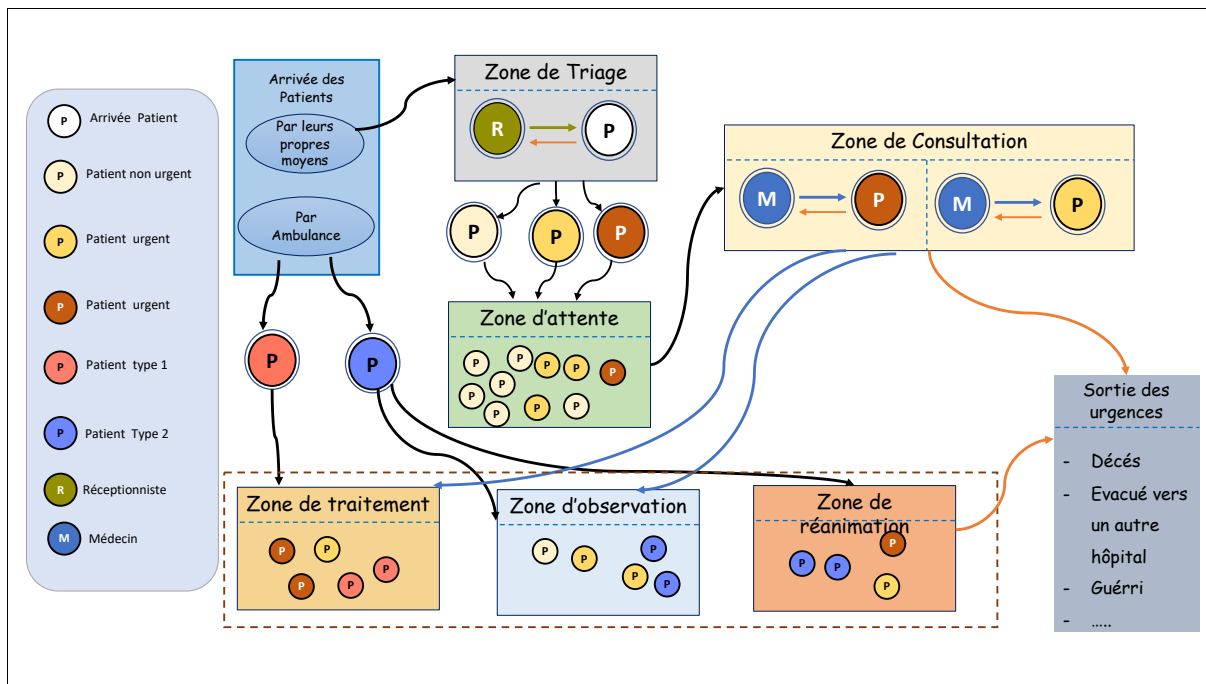 P Arrivée Patient
P Patient non urgent
P Patient urgent
P Patient urgent
P Patient type 1
P Patient Type 2
R Réceptionniste
M Médecin
Arrivée des
Patients
Par leurs
propres
moyens
Par
Ambulance
P
P
Zone de Triage
R P
P P P
Zone d'attente
P P P P P
P P
P P P
Zone de Consultation
M P M P
Zone de traitement
P P P
P P P
Zone d'observation
P P P
P P
Zone de
réanimation
P
P P
P
Sortie des
urgences
- Décés
- Evacué vers
un autre
hôpital
- Guérri
- …..